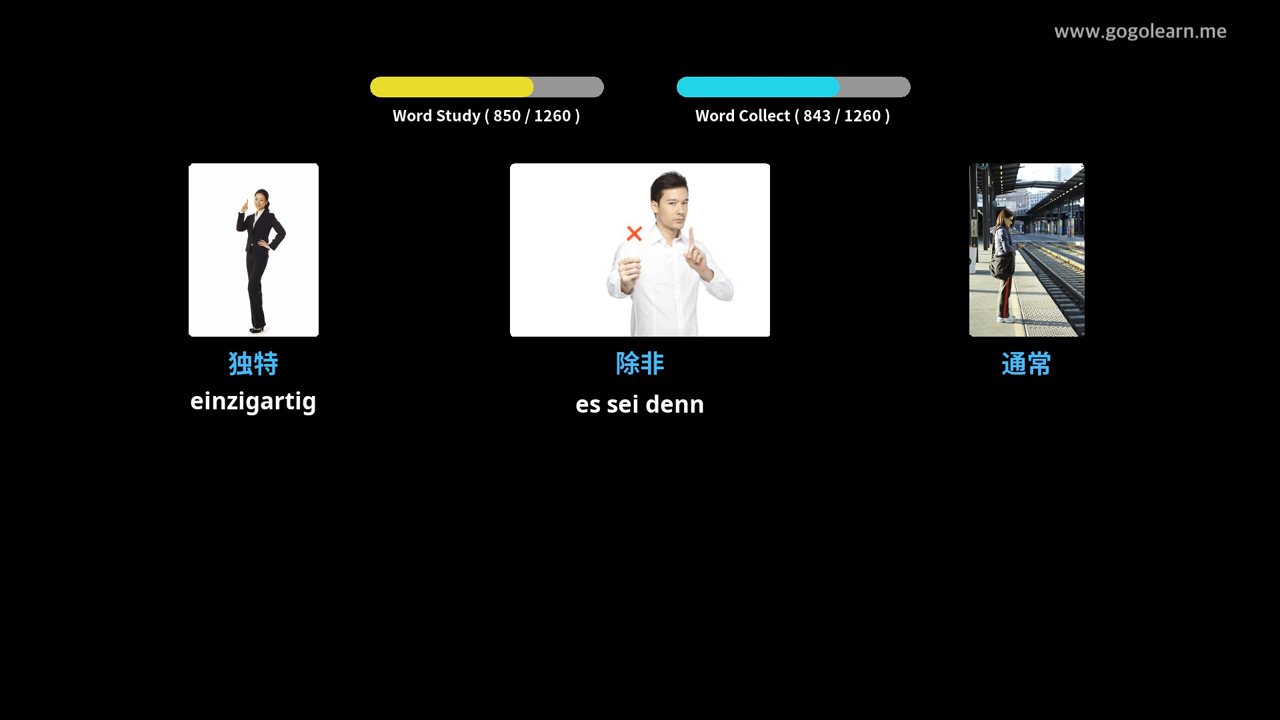 www.gogolearn.me
Word Study ( 850 / 1260 )
Word Collect ( 843 / 1260 )
独特
除非
通常
einzigartig
es sei denn